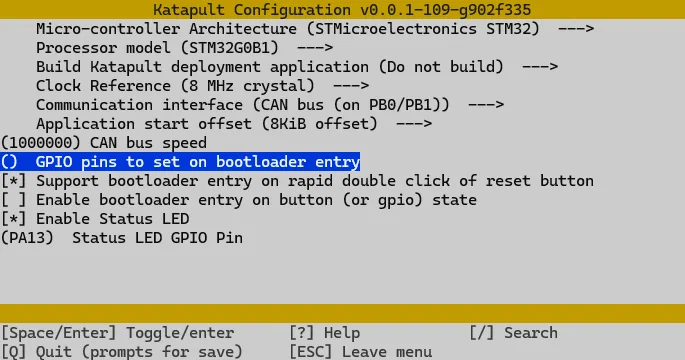 Katapult Configuration v0.0.1-109-g902f335
Micro-controller Architecture (STMicroelectronics STM32)  --->
Processor model (STM32G0B1)  --->
Build Katapult deployment application (Do not build)  --->
Clock Reference (8 MHz crystal)  --->
Communication interface (CAN bus (on PB0/PB1))  --->
Application start offset (8KiB offset)  --->
(1000000) CAN bus speed
()  GPIO pins to set on bootloader entry
[*] Support bootloader entry on rapid double click of reset button
[ ] Enable bootloader entry on button (or gpio) state
[*] Enable Status LED
(PA13)  Status LED GPIO Pin
[Space/Enter] Toggle/enter      [?] Help            [/] Search
[Q] Quit (prompts for save)     [ESC] Leave menu